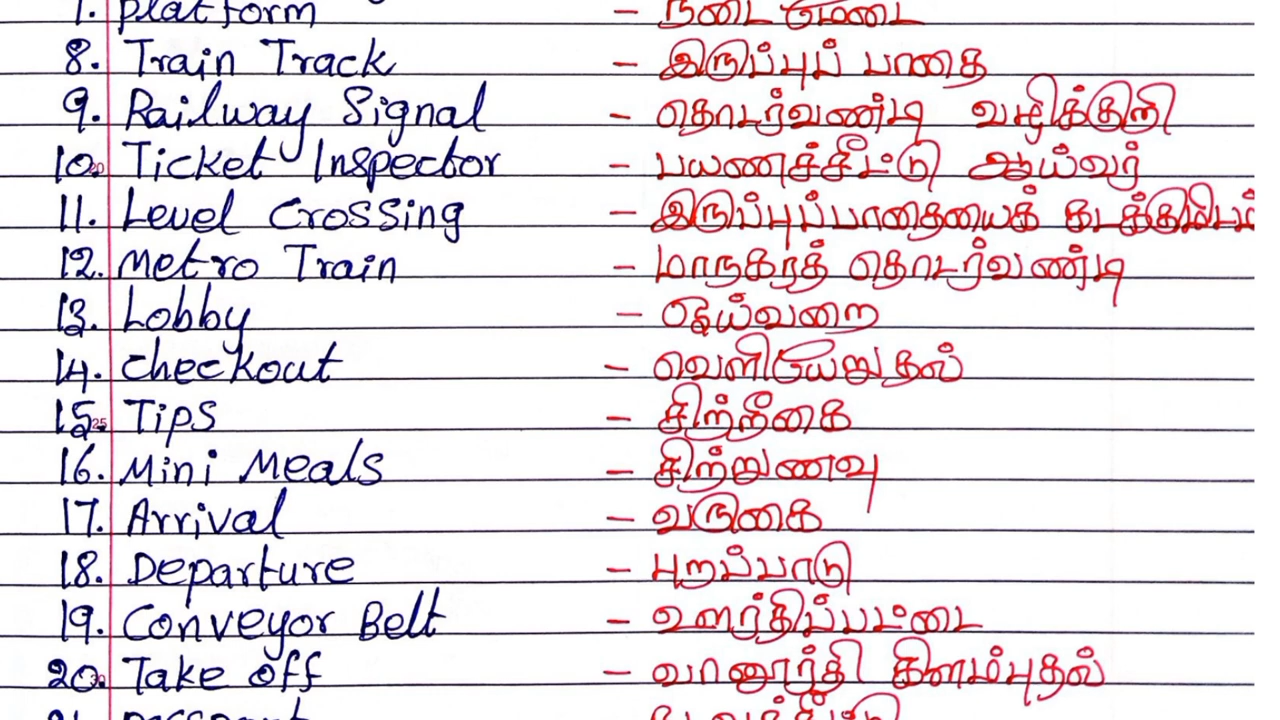 7. Platform - நடை மேடை
8. Train Track - இருப்புப் பாதை
9. Railway Signal - தொடர்வண்டி வழிக்குறி
10. Ticket Inspector - பயணச்சீட்டு ஆய்வர்
11. Level Crossing - இருப்புப்பாதையைக் கடக்குமிடம்
12. Metro Train - மாநகரத் தொடர்வண்டி
13. Lobby - ஓய்வறை
14. Checkout - வெளியேறுதல்
15. Tips - சிற்றீகை
16. Mini Meals - சிற்றுணவு
17. Arrival - வருகை
18. Departure - புறப்பாடு
19. Conveyor Belt - ஊர்திப்பட்டை
20. Take off - வானூர்தி கிளம்புதல்
21. Passport - கடவுச்சீட்டு